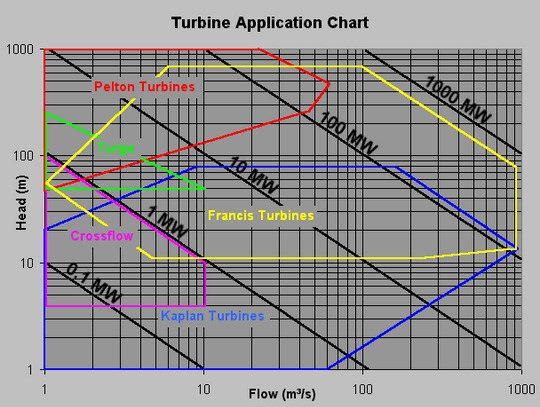 Turbine Application Chart
1000
Pelton Turbines
1000 MW
100 MW
Turgo
100
10 MW
Head (m)
Francis Turbines
1 MW
Crossflow
10
0.1 MW
Kaplan Turbines
1
1
10
100
1000
Flow (m³/s)